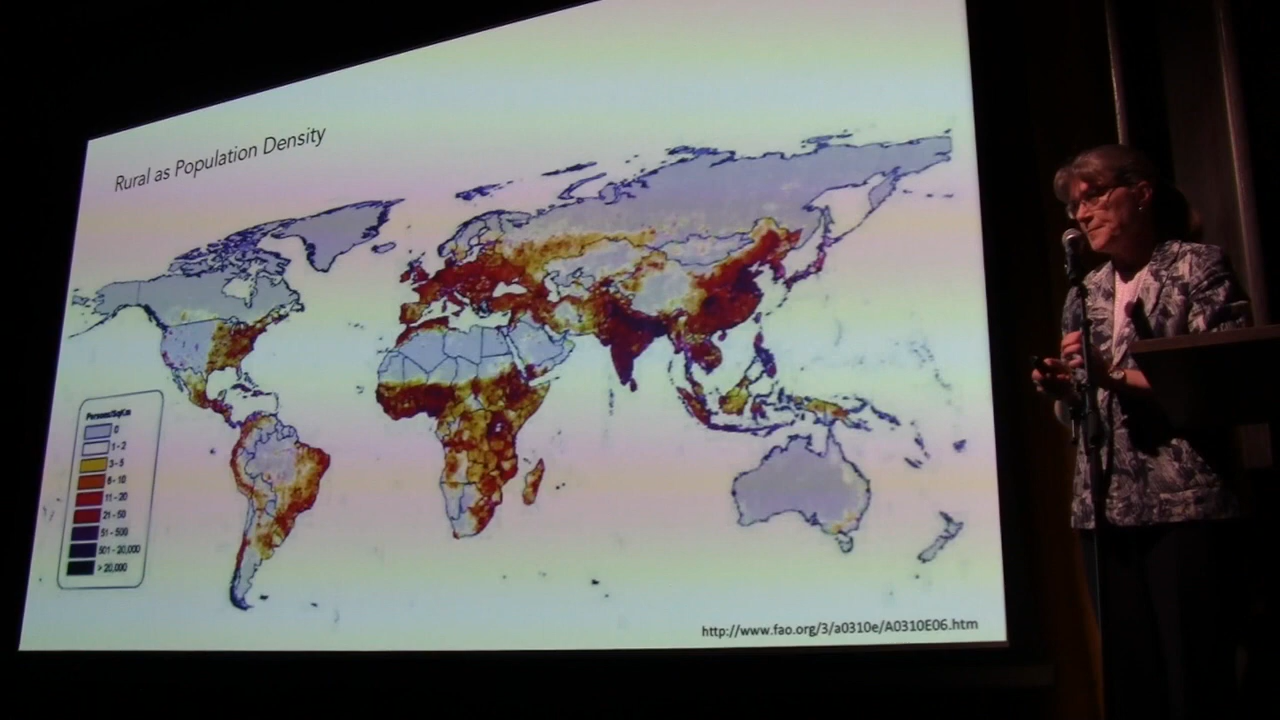 Rural as Population Density
Persons/SqKm
0
1 - 2
3 - 5
6 - 10
11 - 20
21 - 50
51 - 500
501 - 20,000
> 20,000
http://www.fao.org/3/a0310e/A0310E06.htm